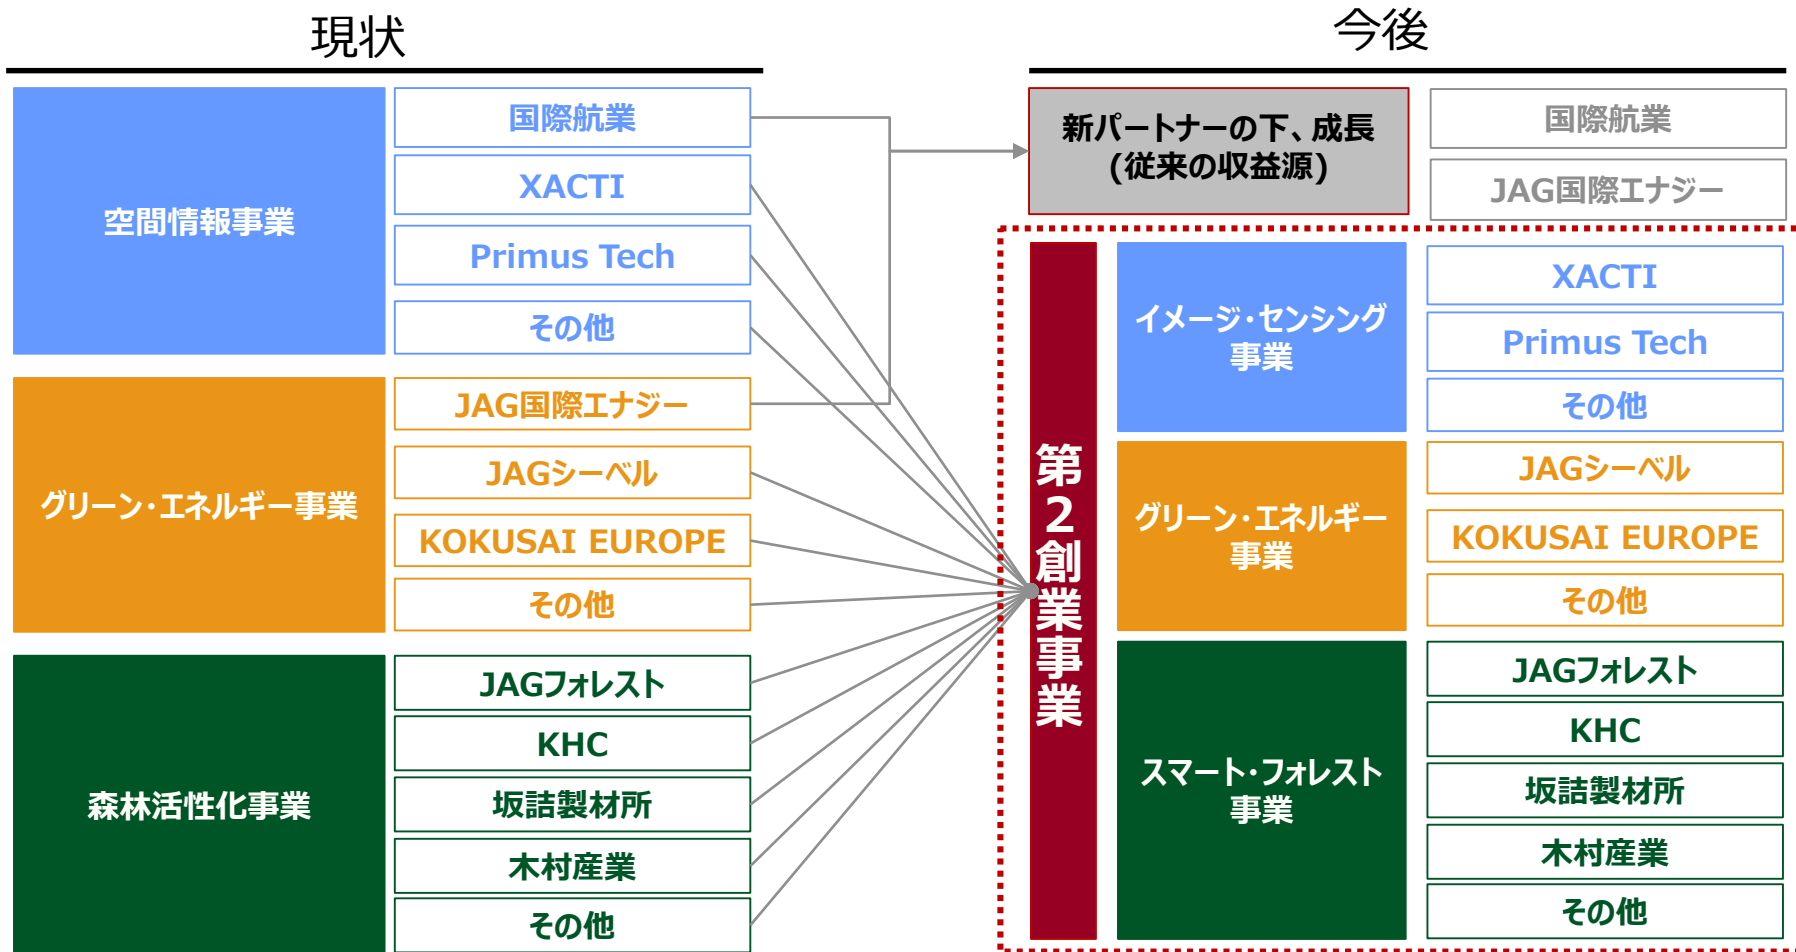 現状
空間情報事業
国際航業
XACTI
Primus Tech
その他
グリーン・エネルギー事業
JAG国際エナジー
JAGシーベル
KOKUSAI EUROPE
その他
森林活性化事業
JAGフォレスト
KHC
坂詰製材所
木村産業
その他
今後
新パートナーの下、成長
(従来の収益源)
国際航業
JAG国際エナジー
第2創業事業
イメージ・センシング
事業
XACTI
Primus Tech
その他
グリーン・エネルギー
事業
JAGシーベル
KOKUSAI EUROPE
その他
スマート・フォレスト
事業
JAGフォレスト
KHC
坂詰製材所
木村産業
その他